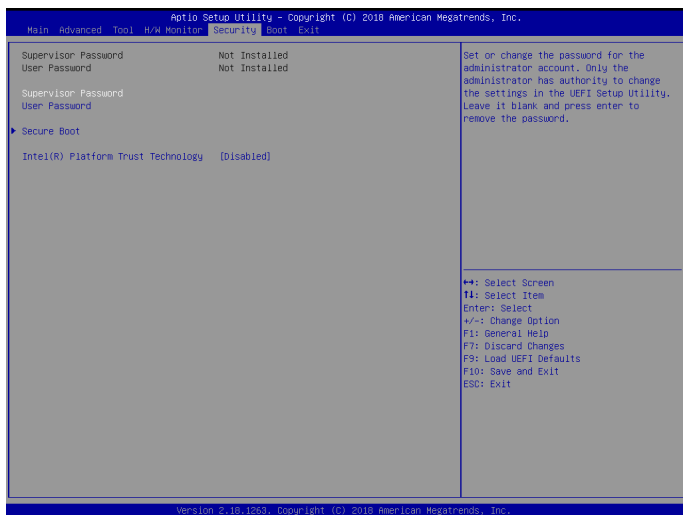 Aptio Setup Utility – Copyright (C) 2018 American Megatrends, Inc.
Main Advanced Tool H/W Monitor Security Boot Exit
Supervisor Password Not Installed
User Password Not Installed
Supervisor Password
User Password
Secure Boot
Intel(R) Platform Trust Technology [Disabled]
Set or change the password for the
administrator account. Only the
administrator has authority to change
the settings in the UEFI Setup Utility.
Leave it blank and press enter to
remove the password.
↔: Select Screen
↑↓: Select Item
Enter: Select
+/-: Change Option
F1: General Help
F7: Discard Changes
F9: Load UEFI Defaults
F10: Save and Exit
ESC: Exit
Version 2.18.1263. Copyright (C) 2018 American Megatrends, Inc.